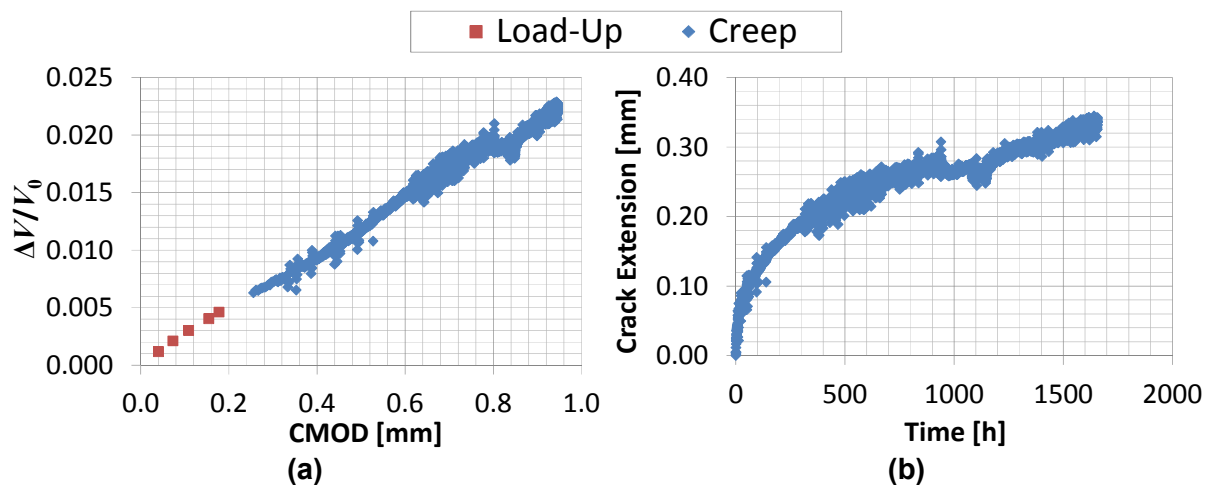 Load-Up Creep
ΔV/V0
0.025
0.020
0.015
0.010
0.005
0.000
0.0 0.2 0.4 0.6 0.8 1.0
CMOD [mm]
(a)
Crack Extension [mm]
0.40
0.30
0.20
0.10
0.00
0 500 1000 1500 2000
Time [h]
(b)